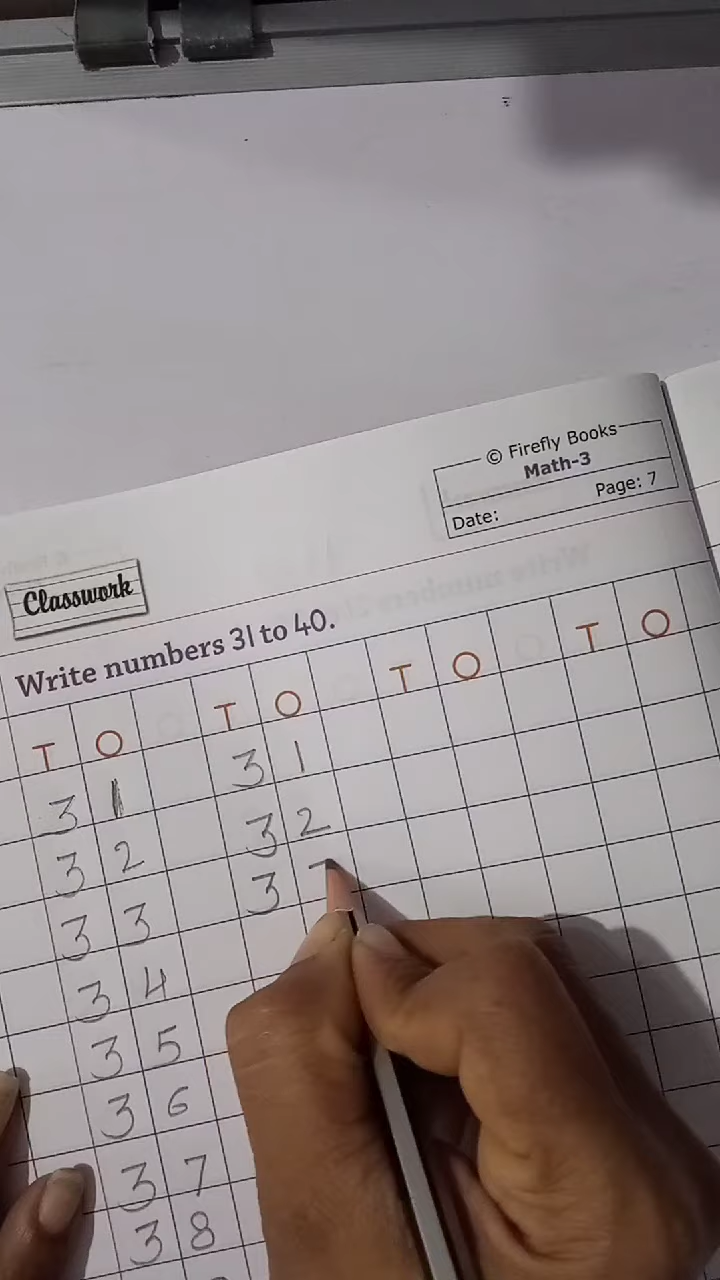 © Firefly Books
Math-3
Date: Page: 7
Classwork
Write numbers 31 to 40.
T O T O T O T O
3 1 3 1
3 2 3 2
3 3 3
3 4
3 5
3 6
3 7
3 8